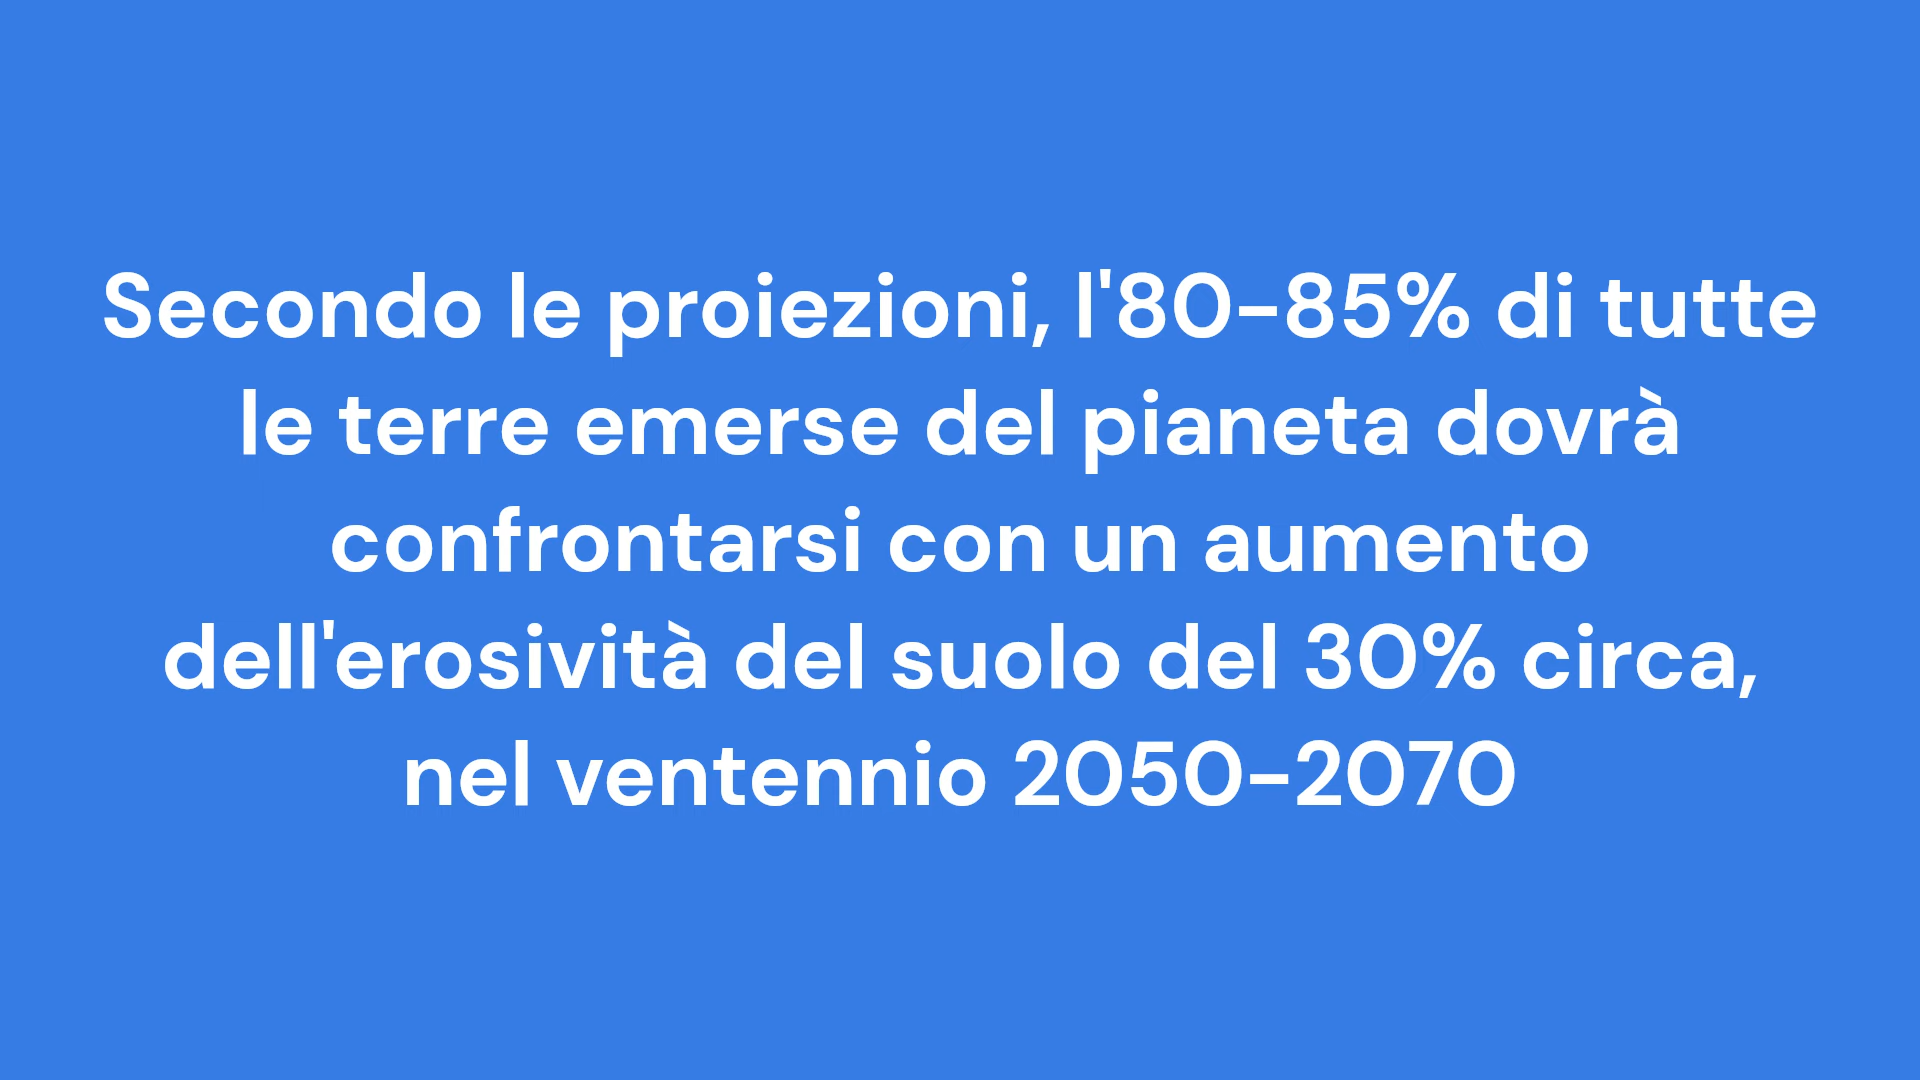 Secondo le proiezioni, l'80-85% di tutte
le terre emerse del pianeta dovrà
confrontarsi con un aumento
dell'erosività del suolo del 30% circa,
nel ventennio 2050-2070